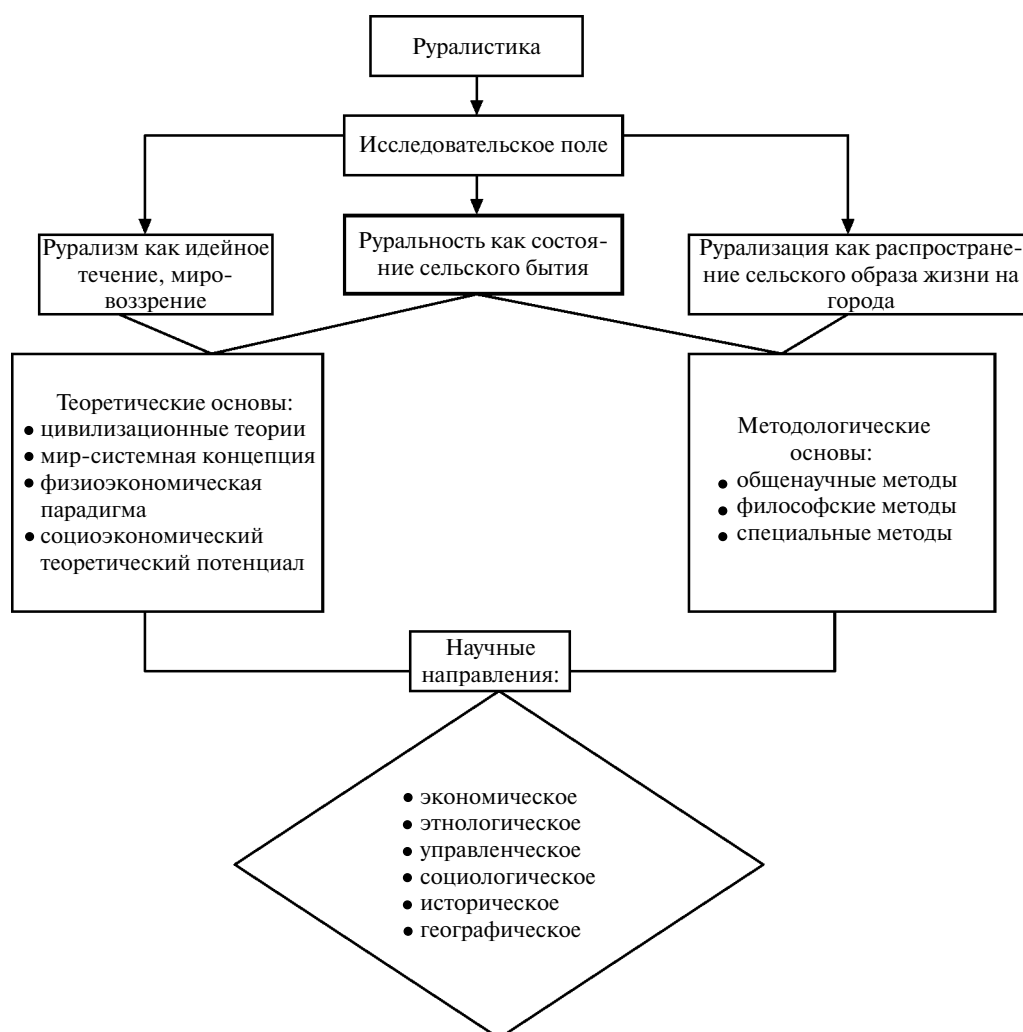 Руралистика
Исследовательское поле
Рурализм как идейное
течение, миро-
воззрение
Руральность как состоя-
ние сельского бытия
Рурализация как распростране-
ние сельского образа жизни на
города
Теоретические основы:
● цивилизационные теории
● мир-системная концепция
● физиоэкономическая
парадигма
● социоэкономический
теоретический потенциал
Методологические
основы:
● общенаучные методы
● философские методы
● специальные методы
Научные
направления:
● экономическое
● этнологическое
● управленческое
● социологическое
● историческое
● географическое